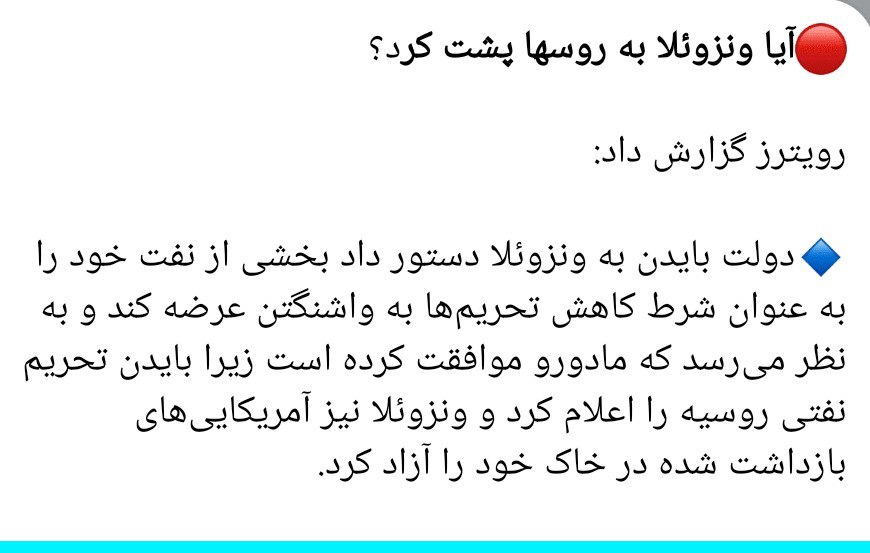 🔴آیا ونزوئلا به روسها پشت کرد؟
رویترز گزارش داد:
🔷دولت بایدن به ونزوئلا دستور داد بخشی از نفت خود را
به عنوان شرط کاهش تحریم‌ها به واشنگتن عرضه کند و به
نظر می‌رسد که مادورو موافقت کرده است زیرا بایدن تحریم
نفتی روسیه را اعلام کرد و ونزوئلا نیز آمریکایی‌های
بازداشت شده در خاک خود را آزاد کرد.